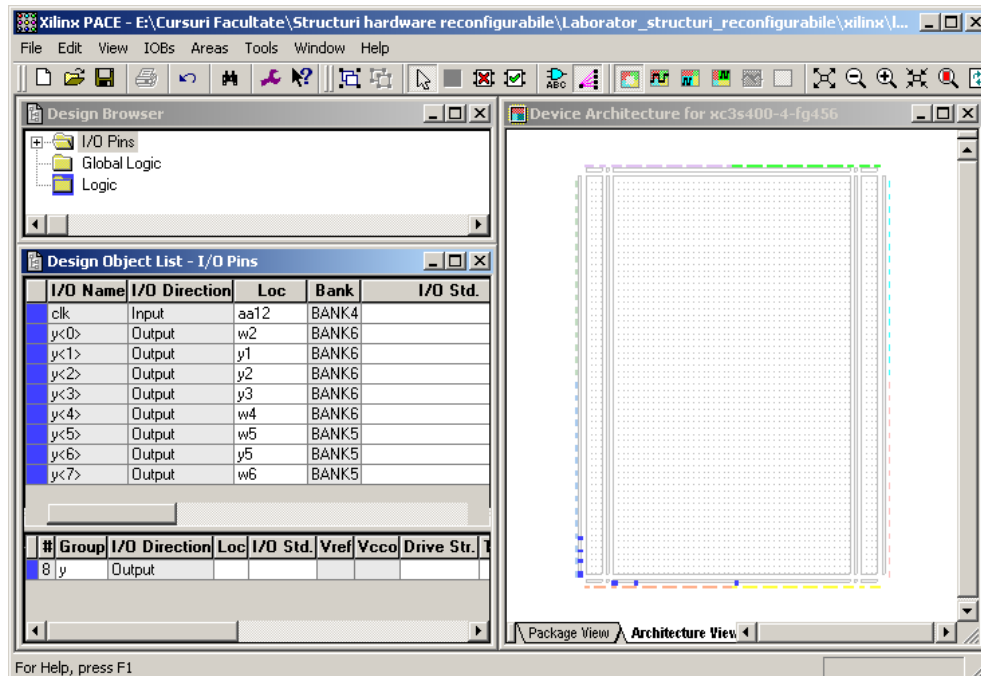 Xilinx PACE - E:\Cursuri Facultate\Structuri hardware reconfigurabile\Laborator_structuri_reconfigurabile\xilinx\l...
File Edit View IOBs Areas Tools Window Help
ABC
Design Browser
I/O Pins
Global Logic
Logic
Design Object List - I/O Pins
I/O Name I/O Direction Loc Bank I/O Std.
clk Input aa12 BANK4
y<0> Output w2 BANK6
y<1> Output y1 BANK6
y<2> Output y2 BANK6
y<3> Output y3 BANK6
y<4> Output w4 BANK6
y<5> Output w5 BANK5
y<6> Output y5 BANK5
y<7> Output w6 BANK5
# Group I/O Direction Loc I/O Std. Vref Vcco Drive Str. T
8 y Output
Device Architecture for xc3s400-4-fg456
Package View Architecture View
For Help, press F1